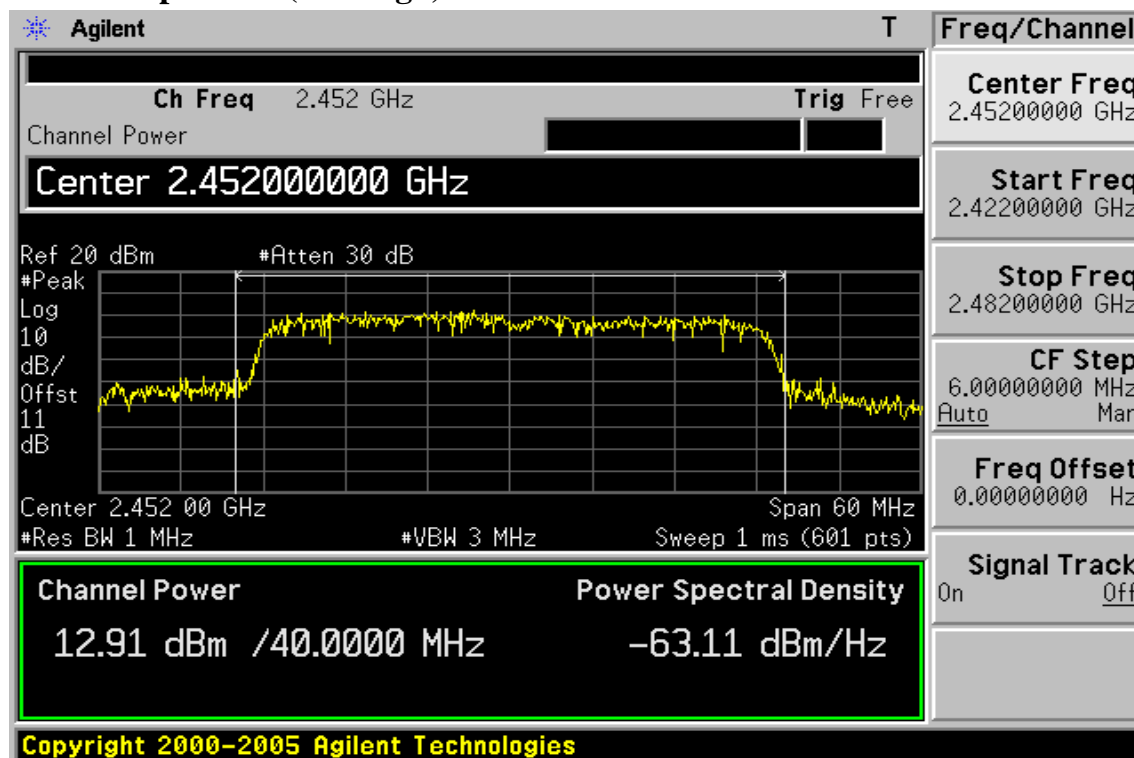 Agilent T Freq/Channel
Ch Freq 2.452 GHz Trig Free
Channel Power
Center 2.452000000 GHz
Ref 20 dBm #Atten 30 dB
#Peak
Log
10
dB/
Offst
11
dB
Center 2.452 00 GHz Span 60 MHz
#Res BW 1 MHz #VBW 3 MHz Sweep 1 ms (601 pts)
Channel Power Power Spectral Density
12.91 dBm /40.0000 MHz -63.11 dBm/Hz
Copyright 2000-2005 Agilent Technologies
Center Freq
2.45200000 GHz
Start Freq
2.42200000 GHz
Stop Freq
2.48200000 GHz
CF Step
6.00000000 MHz
Auto Man
Freq Offset
0.00000000 Hz
Signal Track
On Off